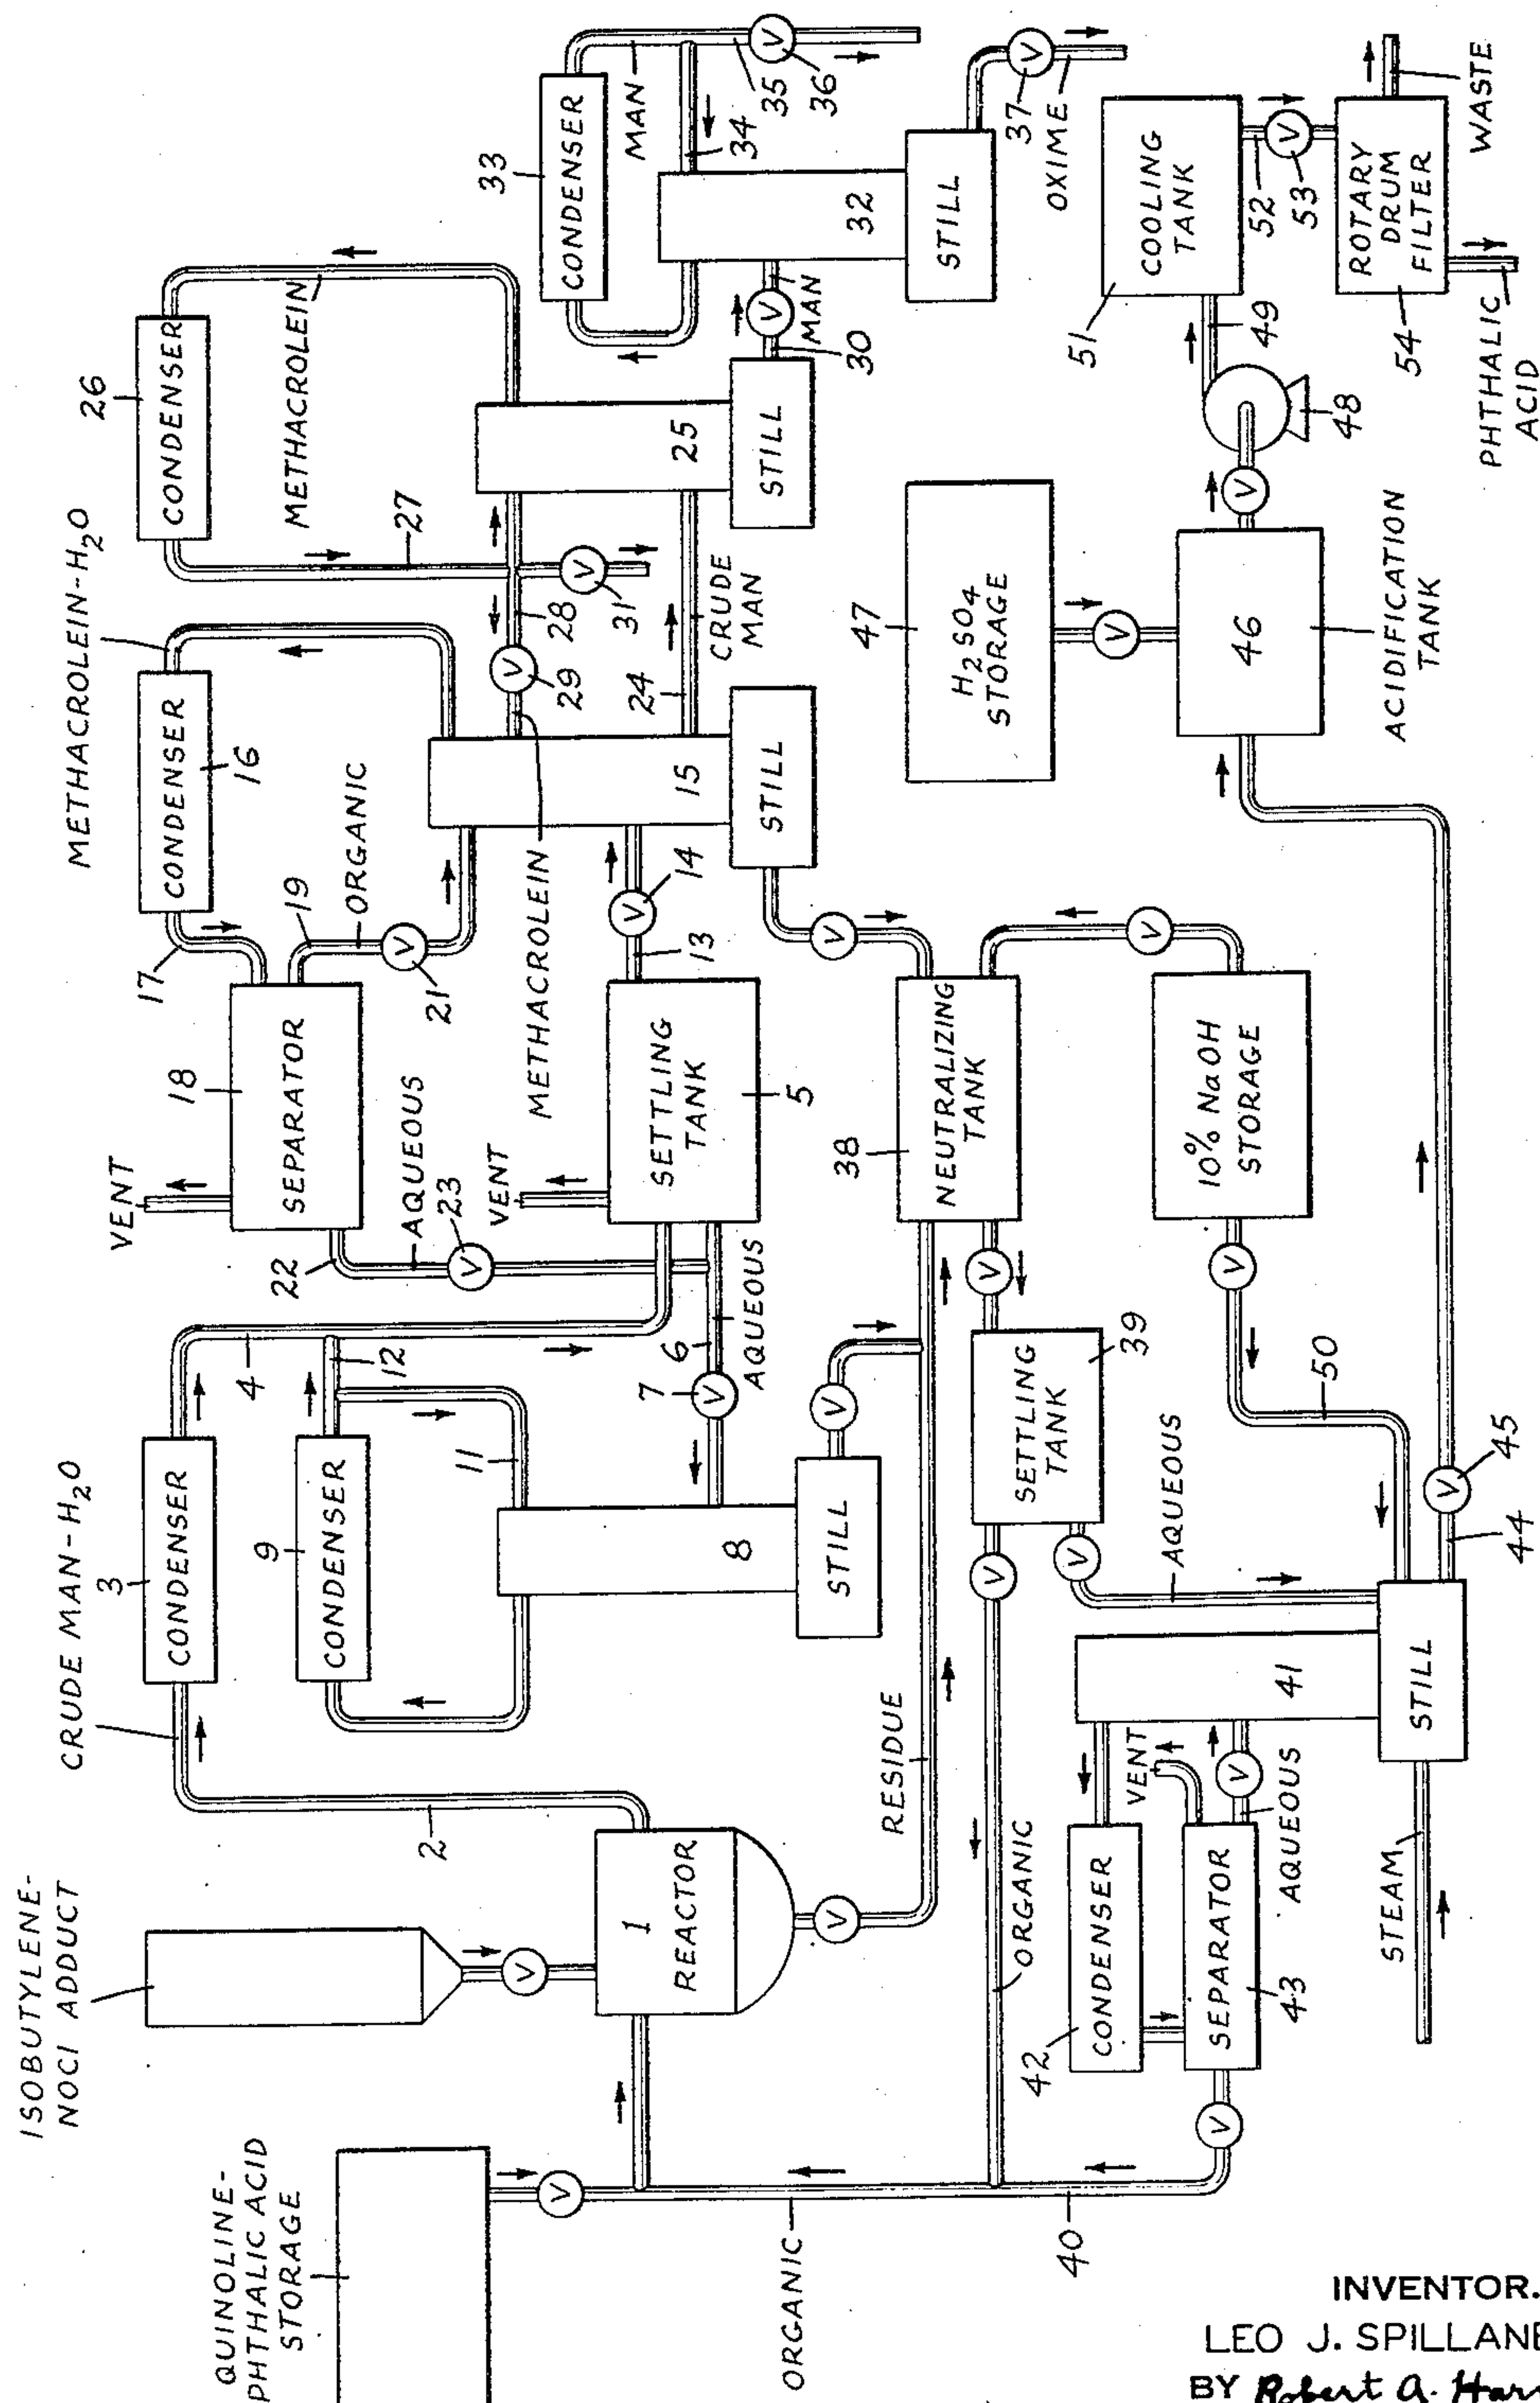 QUINOLINE-
PHTHALIC ACID
STORAGE
ISOBUTYLENE-
NOCl ADDUCT
CRUDE MAN-H2O
METHACROLEIN-H2O
1
REACTOR
2
3
CONDENSER
4
9
CONDENSER
12
11
8
STILL
VENT
18
SEPARATOR
17
CONDENSER
16
19
ORGANIC
V
21
22
AQUEOUS
V
23
VENT
SETTLING
TANK
5
6
7
V
AQUEOUS
13
V
14
METHACROLEIN
15
STILL
28
V
29
24
CRUDE
MAN
27
V
31
26
CONDENSER
METHACROLEIN
25
STILL
V
30
MAN
33
CONDENSER
MAN
34
35
V
36
32
STILL
V
37
OXIME
V
V
V
RESIDUE
V
V
38
NEUTRALIZING
TANK
V
V
SETTLING
TANK
39
V
V
AQUEOUS
10% NaOH
STORAGE
V
50
ORGANIC
ORGANIC
40
V
42
CONDENSER
VENT
SEPARATOR
43
V
AQUEOUS
41
STILL
STEAM
44
V
45
47
H2SO4
STORAGE
V
46
ACIDIFICATION
TANK
V
48
49
51
COOLING
TANK
52
V
53
54
ROTARY
DRUM
FILTER
WASTE
PHTHALIC
ACID
INVENTOR.
LEO J. SPILLANE
BY Robert A.